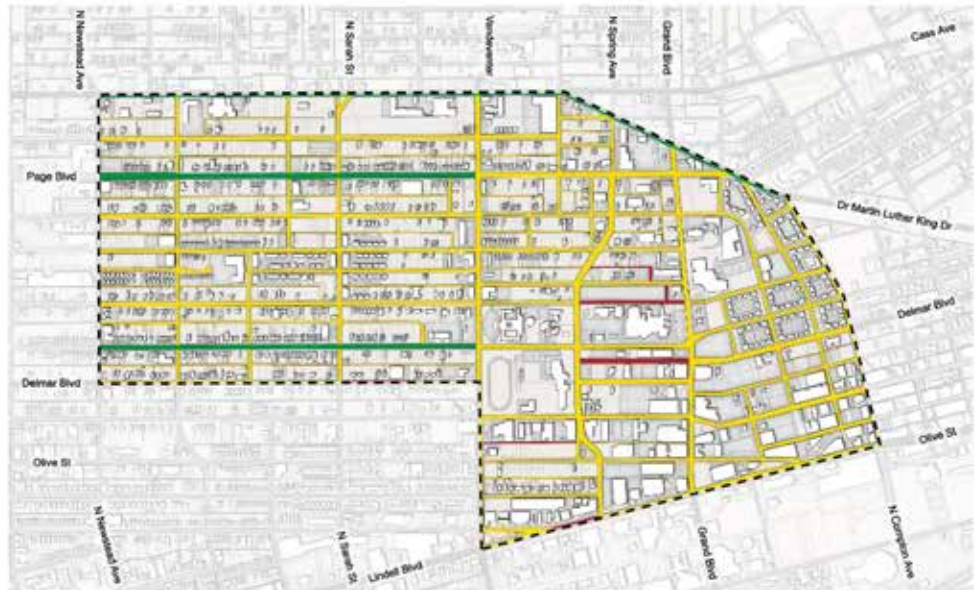 N Newstead Ave
N Sarah St
Vandeventer
N Spring Ave
Grand Blvd
Cass Ave
Page Blvd
Dr Martin Luther King Dr
Delmar Blvd
Delmar Blvd
Olive St
Olive St
N Newstead Ave
N Sarah St
Lindell Blvd
Grand Blvd
N Compton Ave